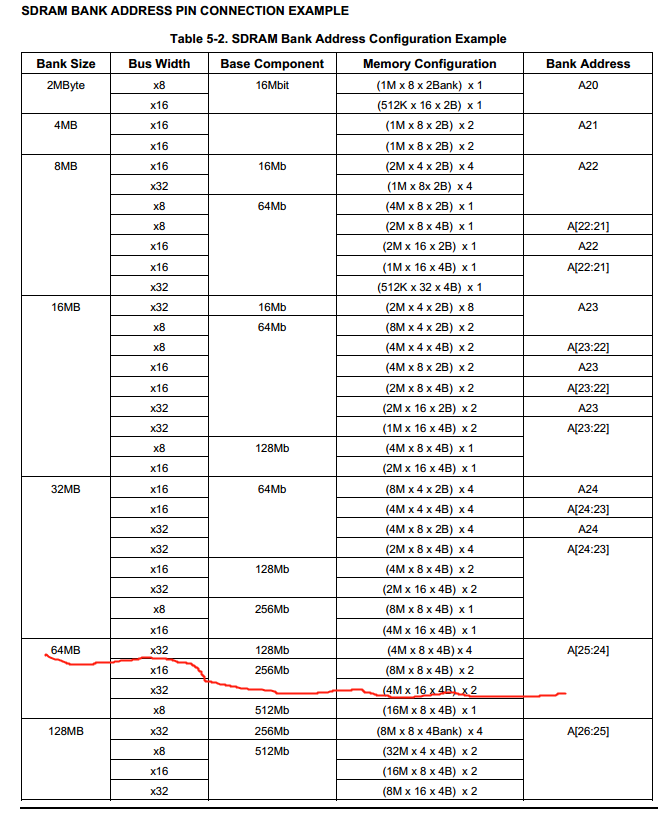 SDRAM BANK ADDRESS PIN CONNECTION EXAMPLE
Table 5-2. SDRAM Bank Address Configuration Example
Bank Size Bus Width Base Component Memory Configuration Bank Address
2MByte x8 16Mbit (1M x 8 x 2Bank) x 1 A20
x16 (512K x 16 x 2B) x 1
4MB x16 (1M x 8 x 2B) x 2 A21
x16 (1M x 8 x 2B) x 2
8MB x16 16Mb (2M x 4 x 2B) x 4 A22
x32 (1M x 8x 2B) x 4
x8 64Mb (4M x 8 x 2B) x 1
x8 (2M x 8 x 4B) x 1 A[22:21]
x16 (2M x 16 x 2B) x 1 A22
x16 (1M x 16 x 4B) x 1 A[22:21]
x32 (512K x 32 x 4B) x 1
16MB x32 16Mb (2M x 4 x 2B) x 8 A23
x8 64Mb (8M x 4 x 2B) x 2
x8 (4M x 4 x 4B) x 2 A[23:22]
x16 (4M x 8 x 2B) x 2 A23
x16 (2M x 8 x 4B) x 2 A[23:22]
x32 (2M x 16 x 2B) x 2 A23
x32 (1M x 16 x 4B) x 2 A[23:22]
x8 128Mb (4M x 8 x 4B) x 1
x16 (2M x 16 x 4B) x 1
32MB x16 64Mb (8M x 4 x 2B) x 4 A24
x16 (4M x 4 x 4B) x 4 A[24:23]
x32 (4M x 8 x 2B) x 4 A24
x32 (2M x 8 x 4B) x 4 A[24:23]
x16 128Mb (4M x 8 x 4B) x 2
x32 (2M x 16 x 4B) x 2
x8 256Mb (8M x 8 x 4B) x 1
x16 (4M x 16 x 4B) x 1
64MB x32 128Mb (4M x 8 x 4B) x 4 A[25:24]
x16 256Mb (8M x 8 x 4B) x 2
x32 (4M x 16 x 4B) x 2
x8 512Mb (16M x 8 x 4B) x 1
128MB x32 256Mb (8M x 8 x 4Bank) x 4 A[26:25]
x8 512Mb (32M x 4 x 4B) x 2
x16 (16M x 8 x 4B) x 2
x32 (8M x 16 x 4B) x 2